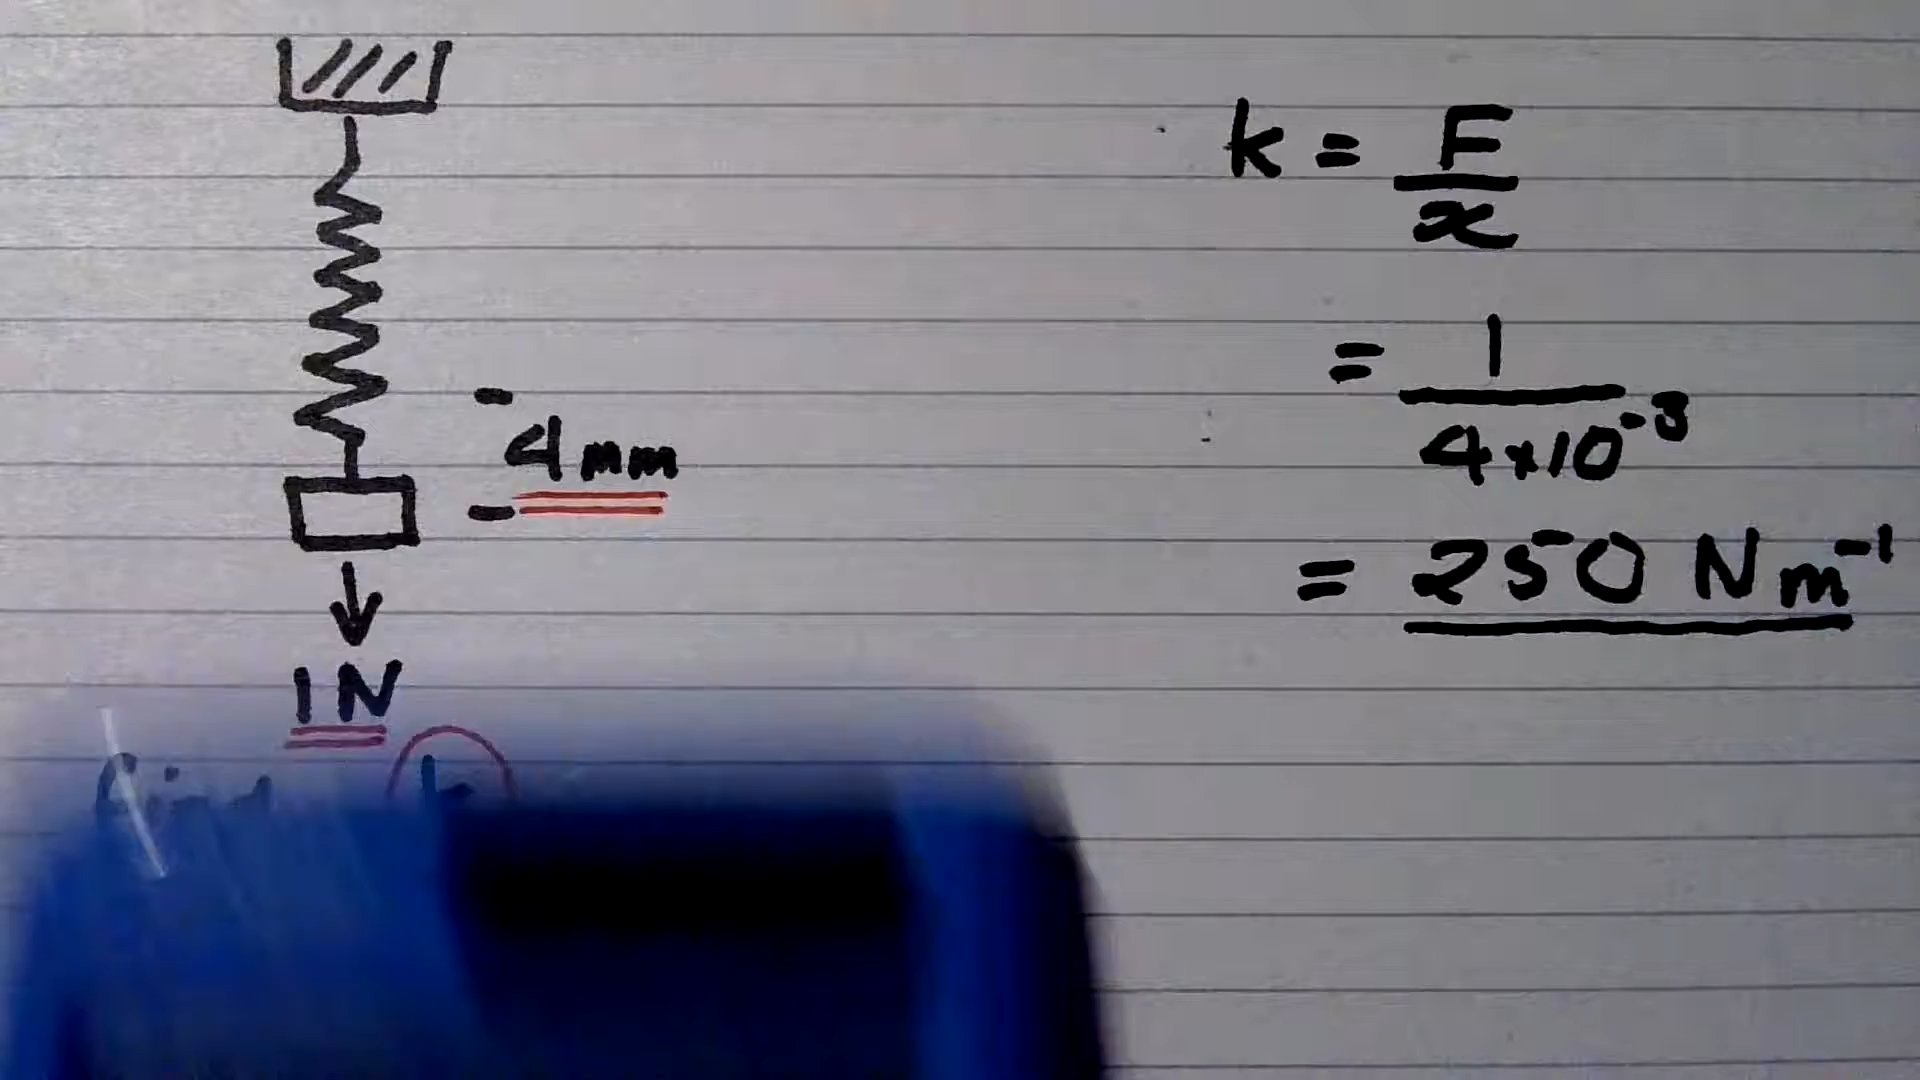 4mm
1N
k = F/x
= 1/4×10⁻³
= 250 Nm⁻¹